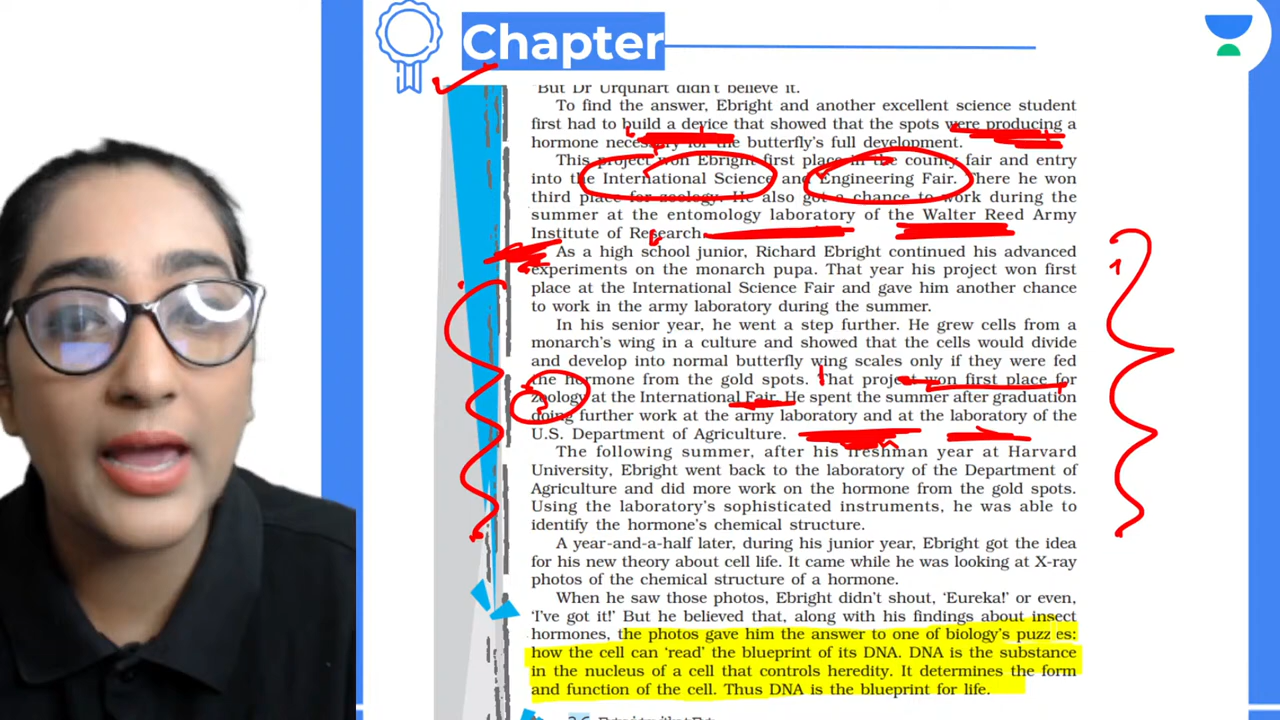 Chapter
'But Dr Urquhart didn't believe it.
To find the answer, Ebright and another excellent science student
first had to build a device that showed that the spots were producing a
hormone necessary for the butterfly's full development.
This project won Ebright first place in the county fair and entry
into the International Science and Engineering Fair. There he won
third place for zoology. He also got a chance to work during the
summer at the entomology laboratory of the Walter Reed Army
Institute of Research.
As a high school junior, Richard Ebright continued his advanced
experiments on the monarch pupa. That year his project won first
place at the International Science Fair and gave him another chance
to work in the army laboratory during the summer.
In his senior year, he went a step further. He grew cells from a
monarch's wing in a culture and showed that the cells would divide
and develop into normal butterfly wing scales only if they were fed
the hormone from the gold spots. That project won first place for
zoology at the International Fair. He spent the summer after graduation
doing further work at the army laboratory and at the laboratory of the
U.S. Department of Agriculture.
The following summer, after his freshman year at Harvard
University, Ebright went back to the laboratory of the Department of
Agriculture and did more work on the hormone from the gold spots.
Using the laboratory's sophisticated instruments, he was able to
identify the hormone's chemical structure.
A year-and-a-half later, during his junior year, Ebright got the idea
for his new theory about cell life. It came while he was looking at X-ray
photos of the chemical structure of a hormone.
When he saw those photos, Ebright didn't shout, 'Eureka!' or even,
'I've got it!' But he believed that, along with his findings about insect
hormones, the photos gave him the answer to one of biology's puzz es:
how the cell can 'read' the blueprint of its DNA. DNA is the substance
in the nucleus of a cell that controls heredity. It determines the form
and function of the cell. Thus DNA is the blueprint for life.